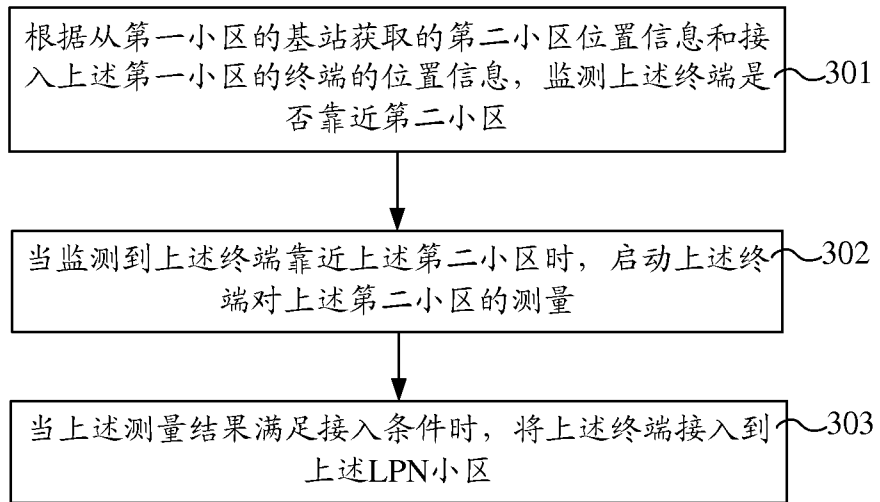 根据从第一小区的基站获取的第二小区位置信息和接
入上述第一小区的终端的位置信息，监测上述终端是
否靠近第二小区
301
当监测到上述终端靠近上述第二小区时，启动上述终
端对上述第二小区的测量
302
当上述测量结果满足接入条件时，将上述终端接入到
上述LPN小区
303